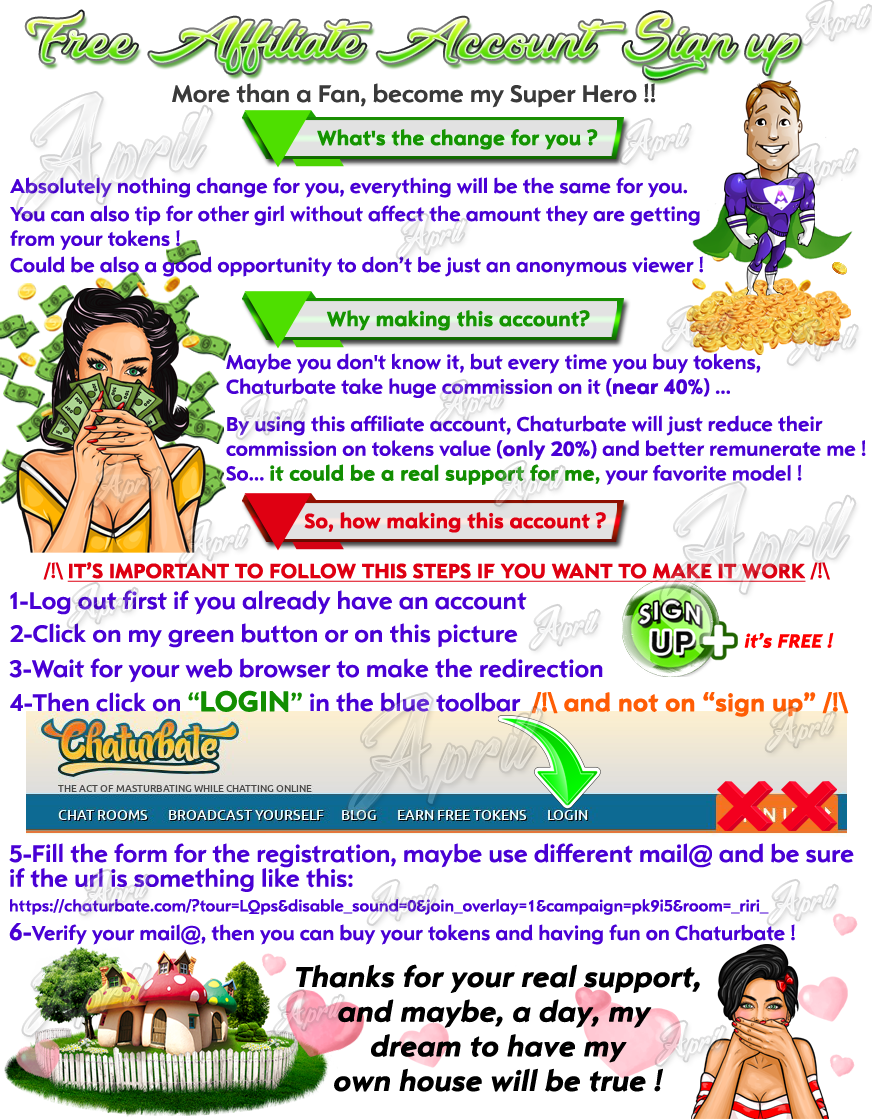 Free Affiliate Account Sign up
More than a Fan, become my Super Hero !!
What's the change for you ?
Absolutely nothing change for you, everything will be the same for you.
You can also tip for other girl without affect the amount they are getting
from your tokens !
Could be also a good opportunity to don't be just an anonymous viewer !
Why making this account?
Maybe you don't know it, but every time you buy tokens,
Chaturbate take huge commission on it (near 40%) ...
By using this affiliate account, Chaturbate will just reduce their
commission on tokens value (only 20%) and better remunerate me !
So... it could be a real support for me, your favorite model !
So, how making this account ?
/!\ IT'S IMPORTANT TO FOLLOW THIS STEPS IF YOU WANT TO MAKE IT WORK /!\
1-Log out first if you already have an account
2-Click on my green button or on this picture
SIGN
UP+
it's FREE !
3-Wait for your web browser to make the redirection
4-Then click on “LOGIN” in the blue toolbar /!\ and not on “sign up” /!\
Chaturbate
THE ACT OF MASTURBATING WHILE CHATTING ONLINE
CHAT ROOMS BROADCAST YOURSELF BLOG EARN FREE TOKENS LOGIN
5-Fill the form for the registration, maybe use different mail@ and be sure
if the url is something like this:
https://chaturbate.com/?tour=LQps&disable_sound=0&join_overlay=1&campaign=pk9i5&room=_riri_
6-Verify your mail@, then you can buy your tokens and having fun on Chaturbate !
Thanks for your real support,
and maybe, a day, my
dream to have my
own house will be true !
April